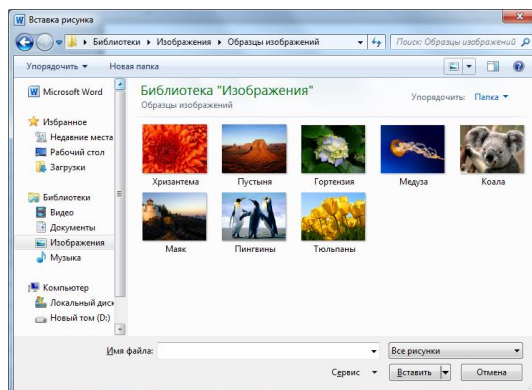 Вставка рисунка
Библиотеки
Изображения
Образцы изображений
Поиск: Образцы изображений
Упорядочить
Новая папка
Microsoft Word
Избранное
Недавние места
Рабочий стол
Загрузки
Библиотеки
Видео
Документы
Изображения
Музыка
Компьютер
Локальный диск
Новый том (D:)
Библиотека "Изображения"
Образцы изображений
Упорядочить: Папка
Хризантема
Пустыня
Гортензия
Медуза
Коала
Маяк
Пингвины
Тюльпаны
Имя файла:
Все рисунки
Сервис
Вставить
Отмена